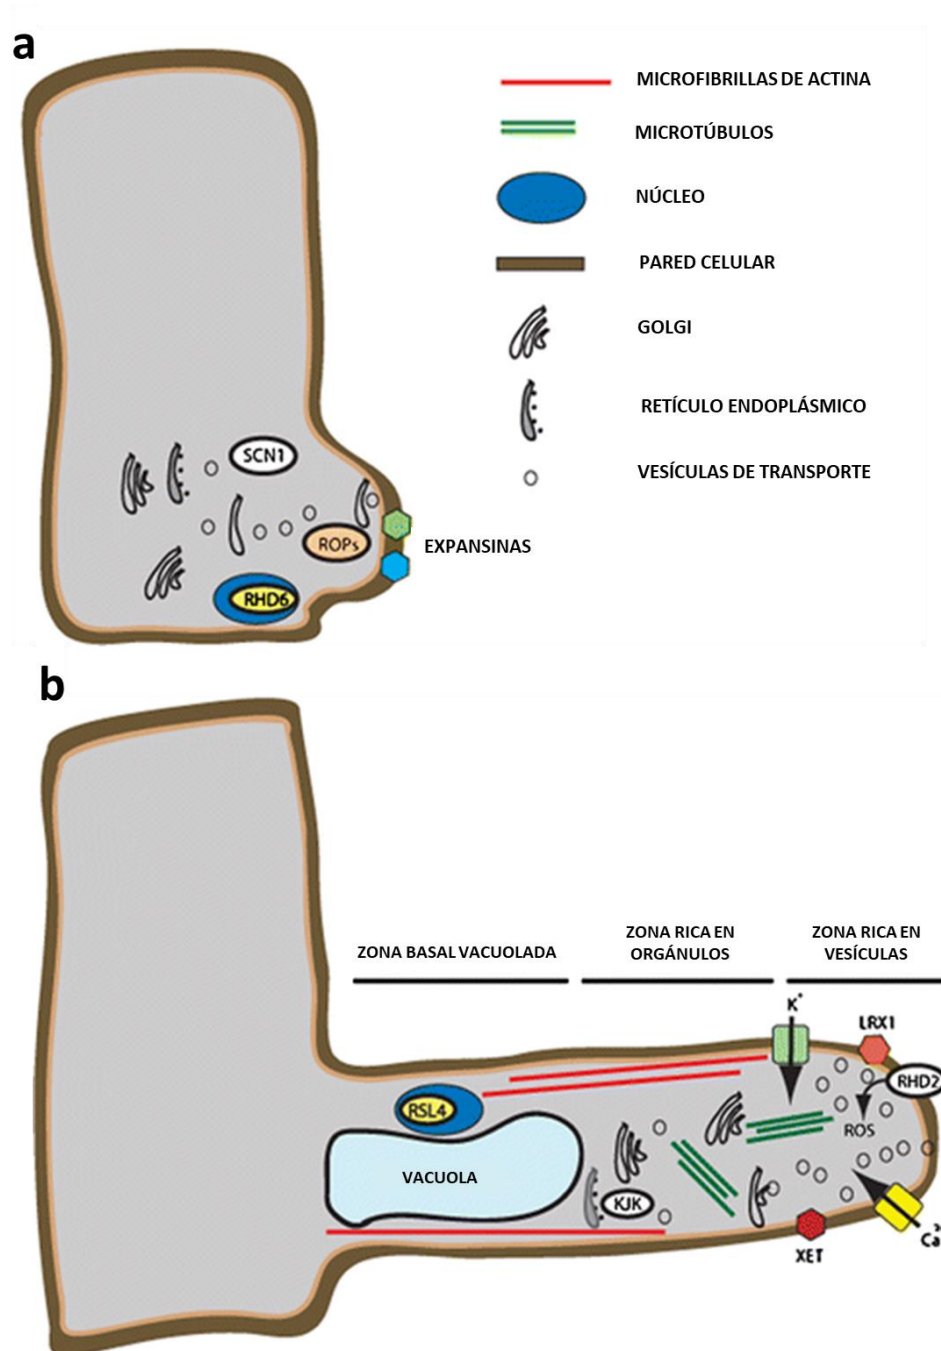 a
MICROFIBRILLAS DE ACTINA
MICROTÚBULOS
NÚCLEO
PARED CELULAR
GOLGI
RETÍCULO ENDOPLÁSMICO
VESÍCULAS DE TRANSPORTE
SCN1
ROPs
EXPANSINAS
RHD6
b
ZONA BASAL VACUOLADA
ZONA RICA EN
ORGÁNULOS
ZONA RICA EN
VESÍCULAS
K+
LRX1
RHD2
RSL4
ROS
VACUOLA
KJK
Ca
XET